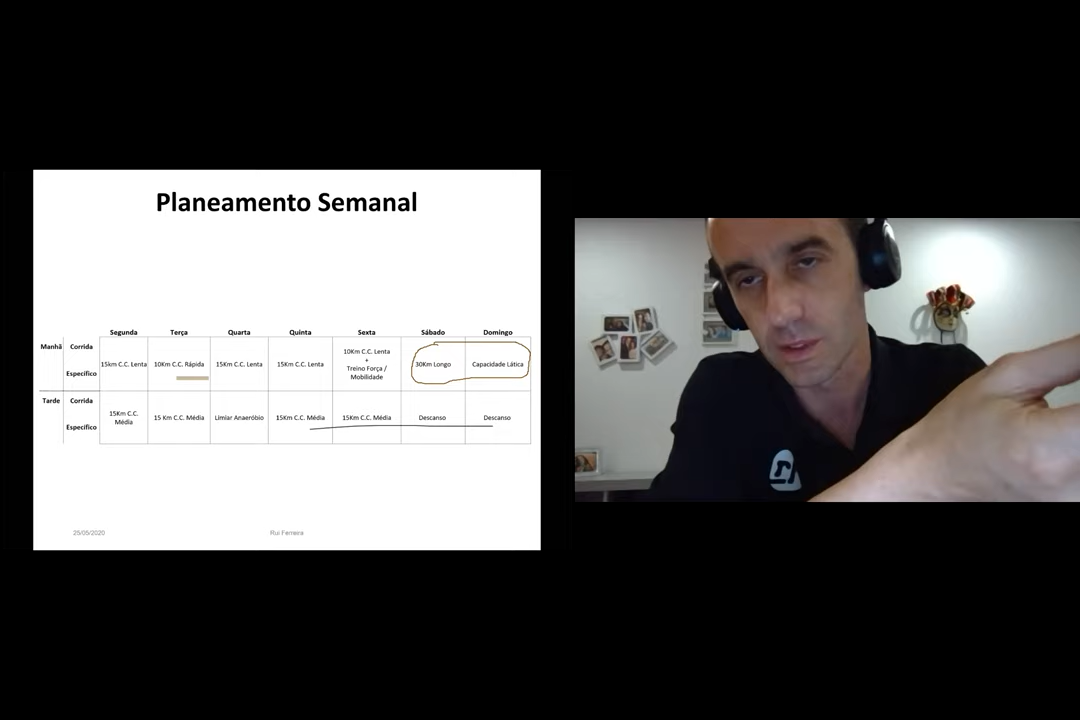 Planeamento Semanal
Segunda Terça Quarta Quinta Sexta Sábado Domingo
Manhã Corrida
Específico
15km C.C. Lenta
10Km C.C. Rápida
15Km C.C. Lenta
15Km C.C. Lenta
10Km C.C. Lenta
+
Treino Força /
Mobilidade
30Km Longo
Capacidade Lática
Tarde Corrida
Específico
15Km C.C.
Média
15 Km C.C. Média
Limiar Anaeróbio
15Km C.C. Média
15Km C.C. Média
Descanso
Descanso
25/05/2020
Rui Ferreira